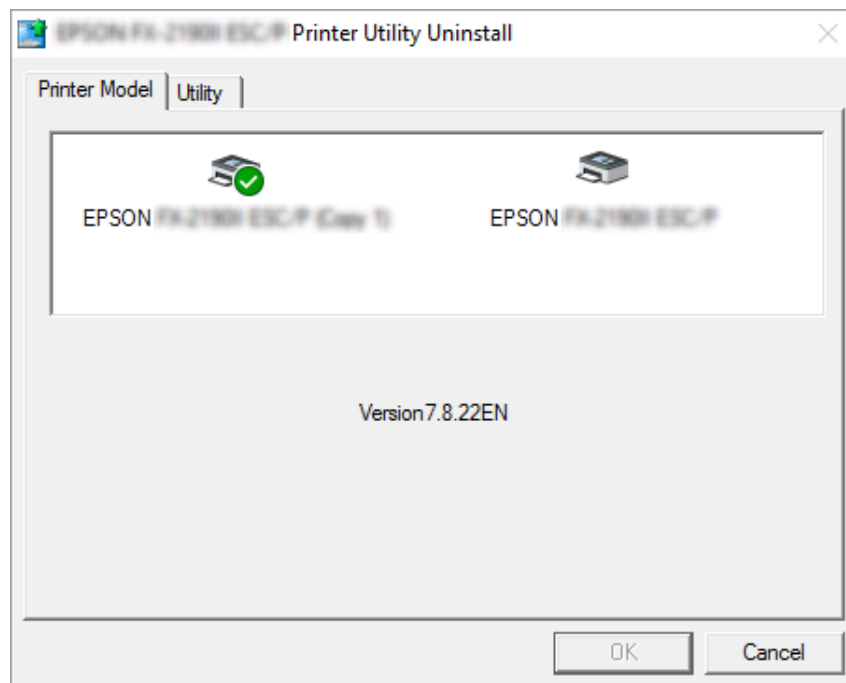 Printer Utility Uninstall
Printer Model
Utility
EPSON
EPSON
Version7.8.22EN
OK
Cancel